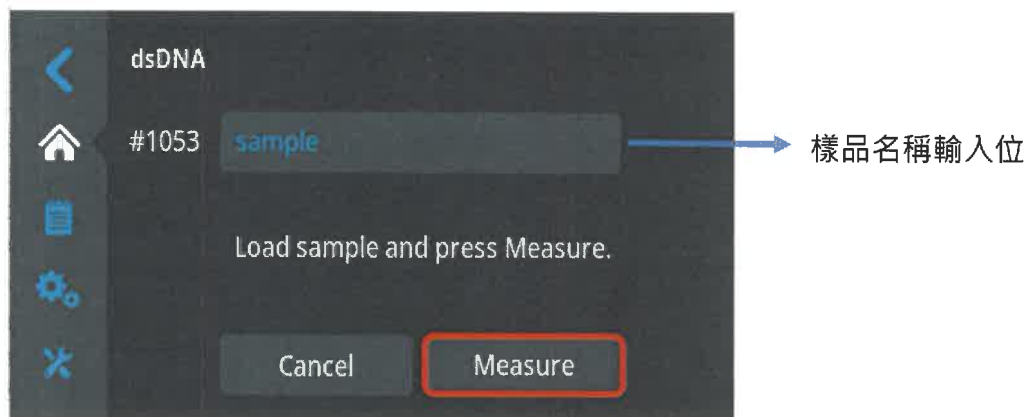 dsDNA
#1053 sample
樣品名稱輸入位
Load sample and press Measure.
Cancel Measure